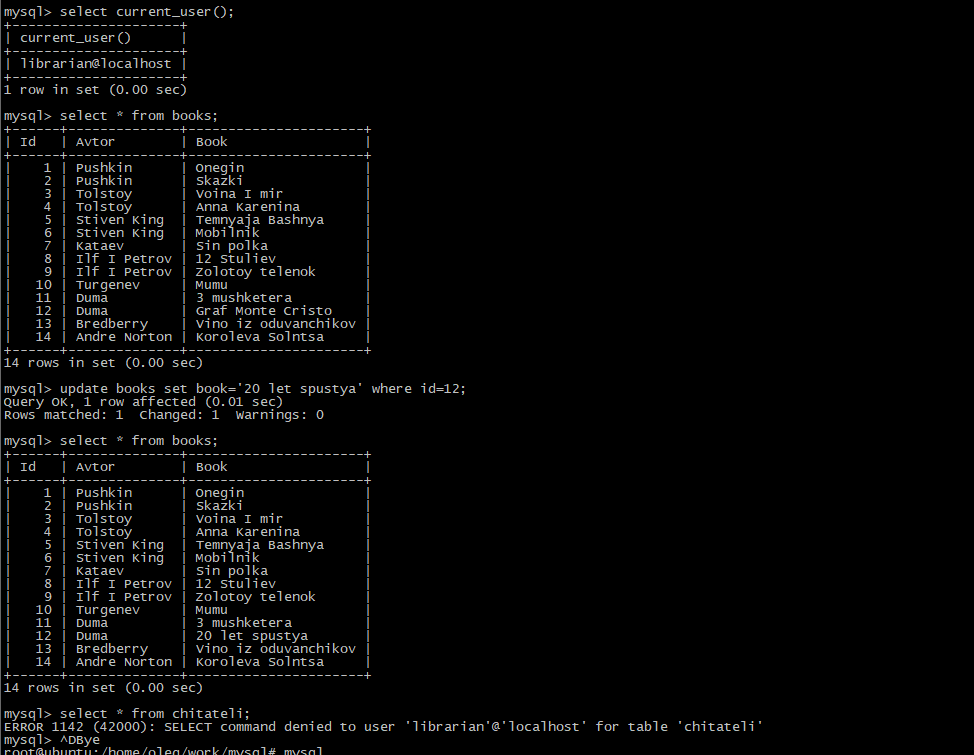 mysql> select current_user();
+---------------------+
| current_user()      |
+---------------------+
| librarian@localhost |
+---------------------+
1 row in set (0.00 sec)
mysql> select * from books;
+------+--------------+----------------------+
| Id   | Avtor        | Book                 |
+------+--------------+----------------------+
|    1 | Pushkin      | Onegin               |
|    2 | Pushkin      | Skazki               |
|    3 | Tolstoy      | Voina I mir          |
|    4 | Tolstoy      | Anna Karenina        |
|    5 | Stiven King  | Temnyaja Bashnya     |
|    6 | Stiven King  | Mobilnik             |
|    7 | Kataev       | Sin polka            |
|    8 | Ilf I Petrov | 12 Stuliev           |
|    9 | Ilf I Petrov | Zolotoy telenok      |
|   10 | Turgenev     | Mumu                 |
|   11 | Duma         | 3 mushketera         |
|   12 | Duma         | Graf Monte Cristo    |
|   13 | Bredberry    | Vino iz oduvanchikov |
|   14 | Andre Norton | Koroleva Solntsa     |
+------+--------------+----------------------+
14 rows in set (0.00 sec)
mysql> update books set book='20 let spustya' where id=12;
Query OK, 1 row affected (0.01 sec)
Rows matched: 1  Changed: 1  Warnings: 0
mysql> select * from books;
+------+--------------+----------------------+
| Id   | Avtor        | Book                 |
+------+--------------+----------------------+
|    1 | Pushkin      | Onegin               |
|    2 | Pushkin      | Skazki               |
|    3 | Tolstoy      | Voina I mir          |
|    4 | Tolstoy      | Anna Karenina        |
|    5 | Stiven King  | Temnyaja Bashnya     |
|    6 | Stiven King  | Mobilnik             |
|    7 | Kataev       | Sin polka            |
|    8 | Ilf I Petrov | 12 Stuliev           |
|    9 | Ilf I Petrov | Zolotoy telenok      |
|   10 | Turgenev     | Mumu                 |
|   11 | Duma         | 3 mushketera         |
|   12 | Duma         | 20 let spustya       |
|   13 | Bredberry    | Vino iz oduvanchikov |
|   14 | Andre Norton | Koroleva Solntsa     |
+------+--------------+----------------------+
14 rows in set (0.00 sec)
mysql> select * from chitateli;
ERROR 1142 (42000): SELECT command denied to user 'librarian'@'localhost' for table 'chitateli'
mysql> ^DBye
root@ubuntu:/home/oleg/work/mysql# mysql